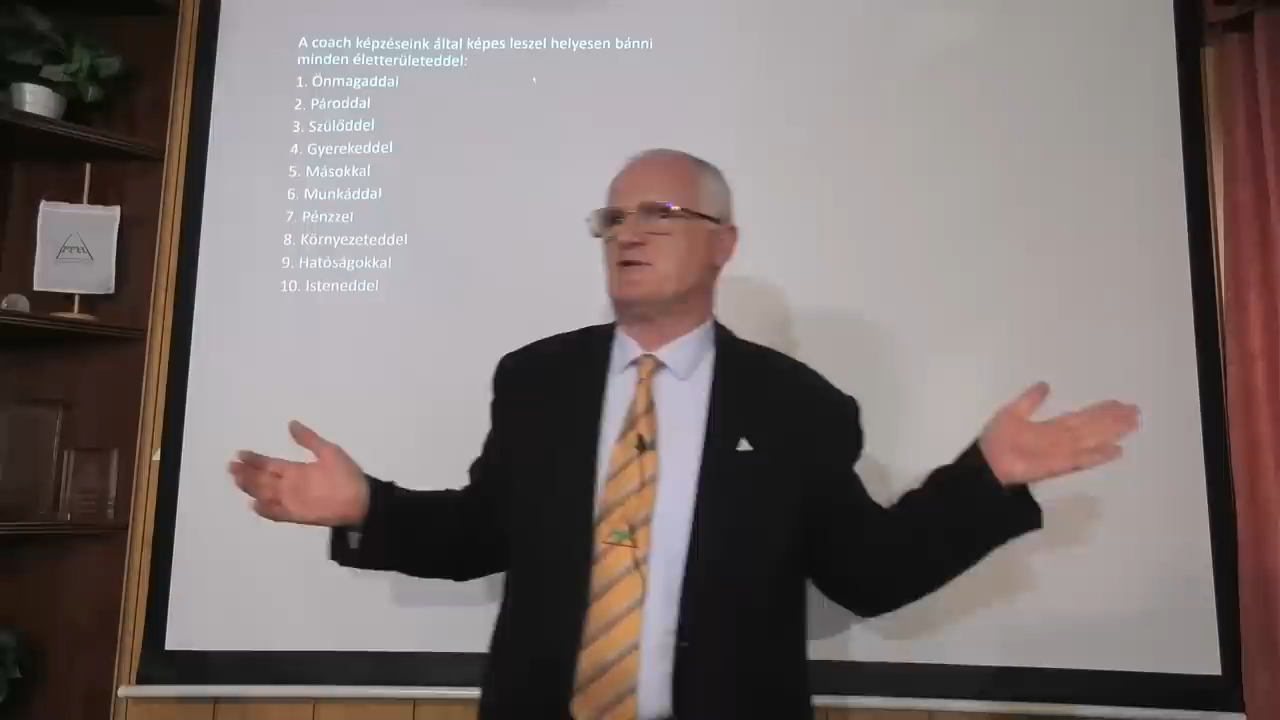 A coach képzéseink által képes leszel helyesen bánni
minden életterületeddel:
1. Önmagaddal
2. Pároddal
3. Szülőddel
4. Gyerekeddel
5. Másokkal
6. Munkáddal
7. Pénzzel
8. Környezeteddel
9. Hatóságokkal
10. Isteneddel